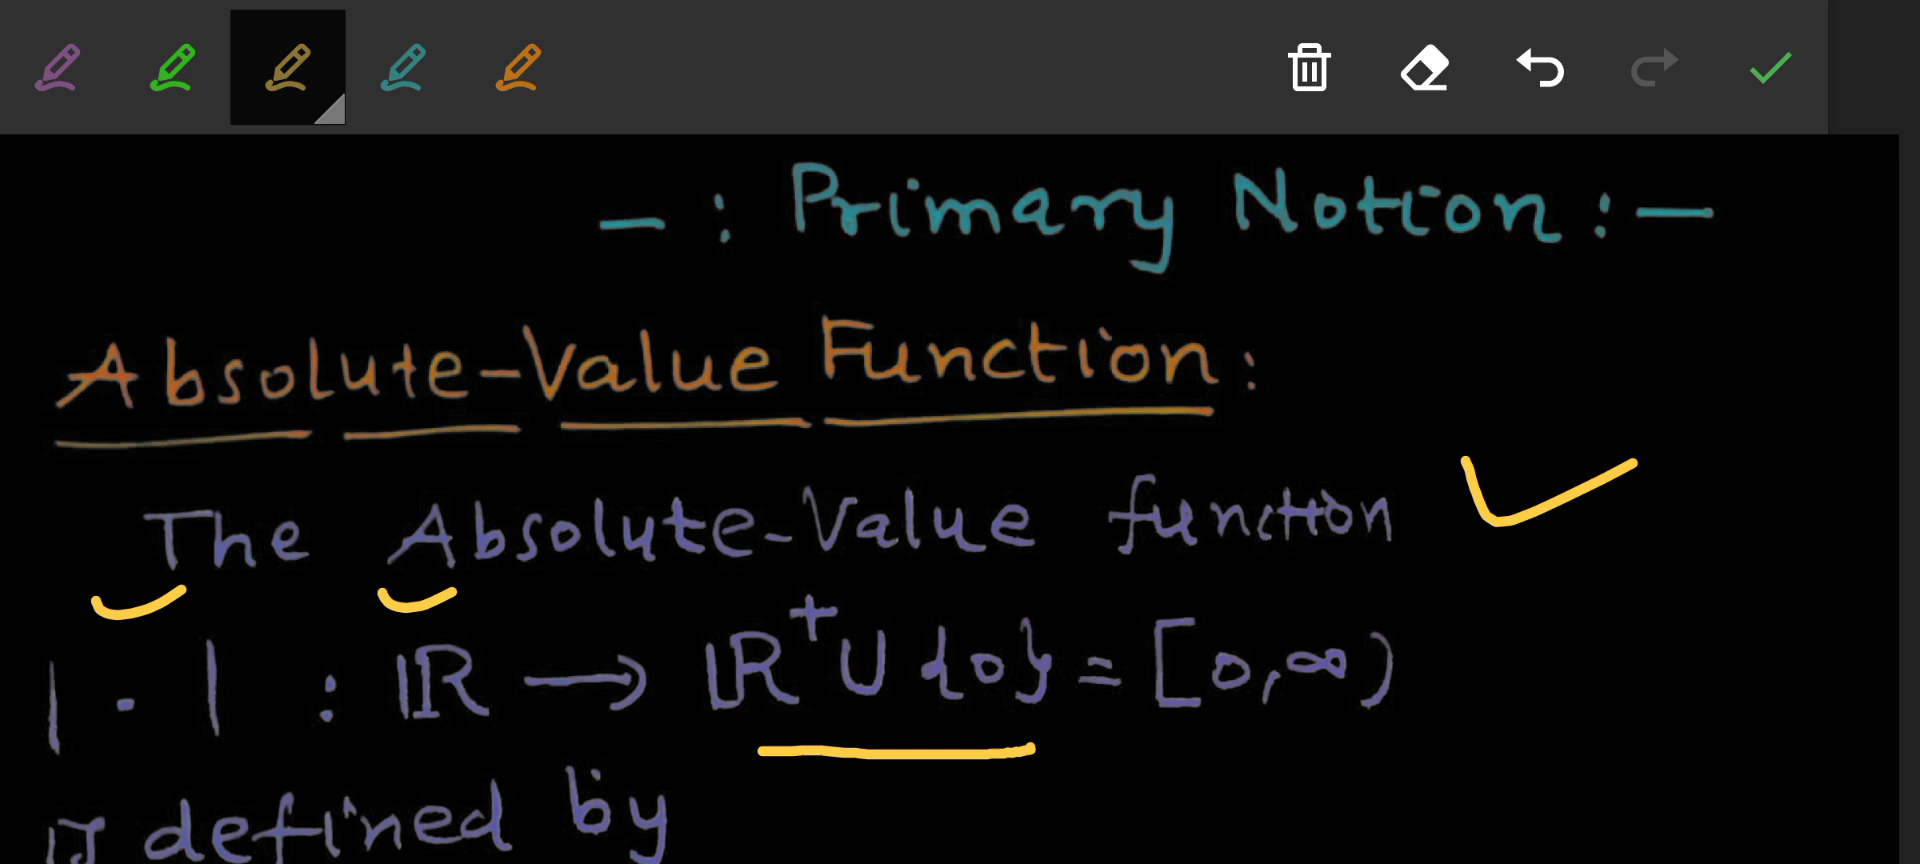 - : Primary Notion : -
Absolute-Value Function :
The Absolute-Value function
| · | : ℝ → ℝ⁺ ∪ {0} = [0, ∞)
is defined by